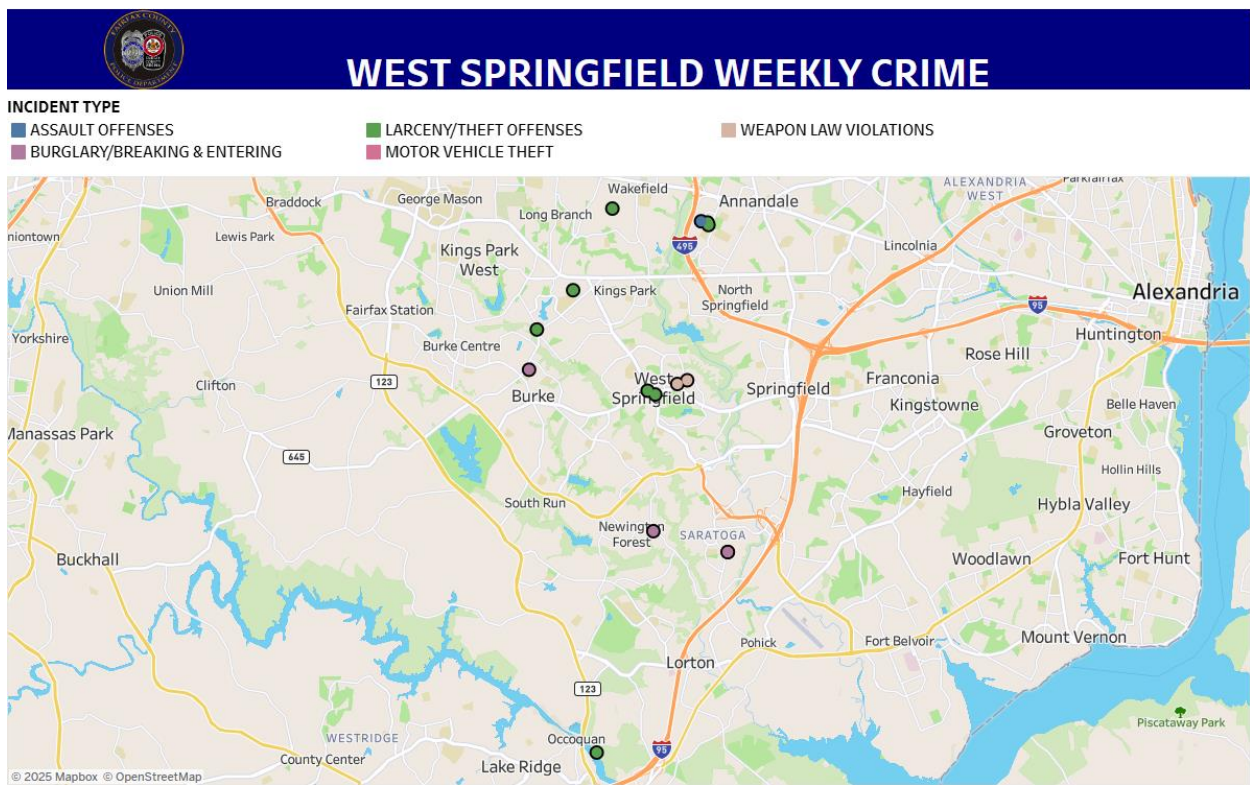 FAIRFAX COUNTY
POLICE DEPARTMENT
WEST SPRINGFIELD WEEKLY CRIME
INCIDENT TYPE
ASSAULT OFFENSES
LARCENY/THEFT OFFENSES
WEAPON LAW VIOLATIONS
BURGLARY/BREAKING & ENTERING
MOTOR VEHICLE THEFT
Wakefield
ALEXANDRIA
WEST
Parkfairfax
Braddock
George Mason
Long Branch
Annandale
niontown
Lewis Park
Kings Park
West
495
Lincolnia
Union Mill
Kings Park
North
Springfield
Alexandria
Fairfax Station
95
Yorkshire
Burke Centre
Huntington
Rose Hill
Clifton
123
West
Springfield
Springfield
Franconia
Burke
Kingstowne
Belle Haven
Manassas Park
Groveton
645
Hollin Hills
South Run
Hayfield
Hybla Valley
Newington
Forest
SARATOGA
Buckhall
Woodlawn
Fort Hunt
Pohick
Fort Belvoir
Mount Vernon
Lorton
123
Piscataway Park
WESTRIDGE
Occoquan
95
County Center
Lake Ridge
© 2025 Mapbox © OpenStreetMap